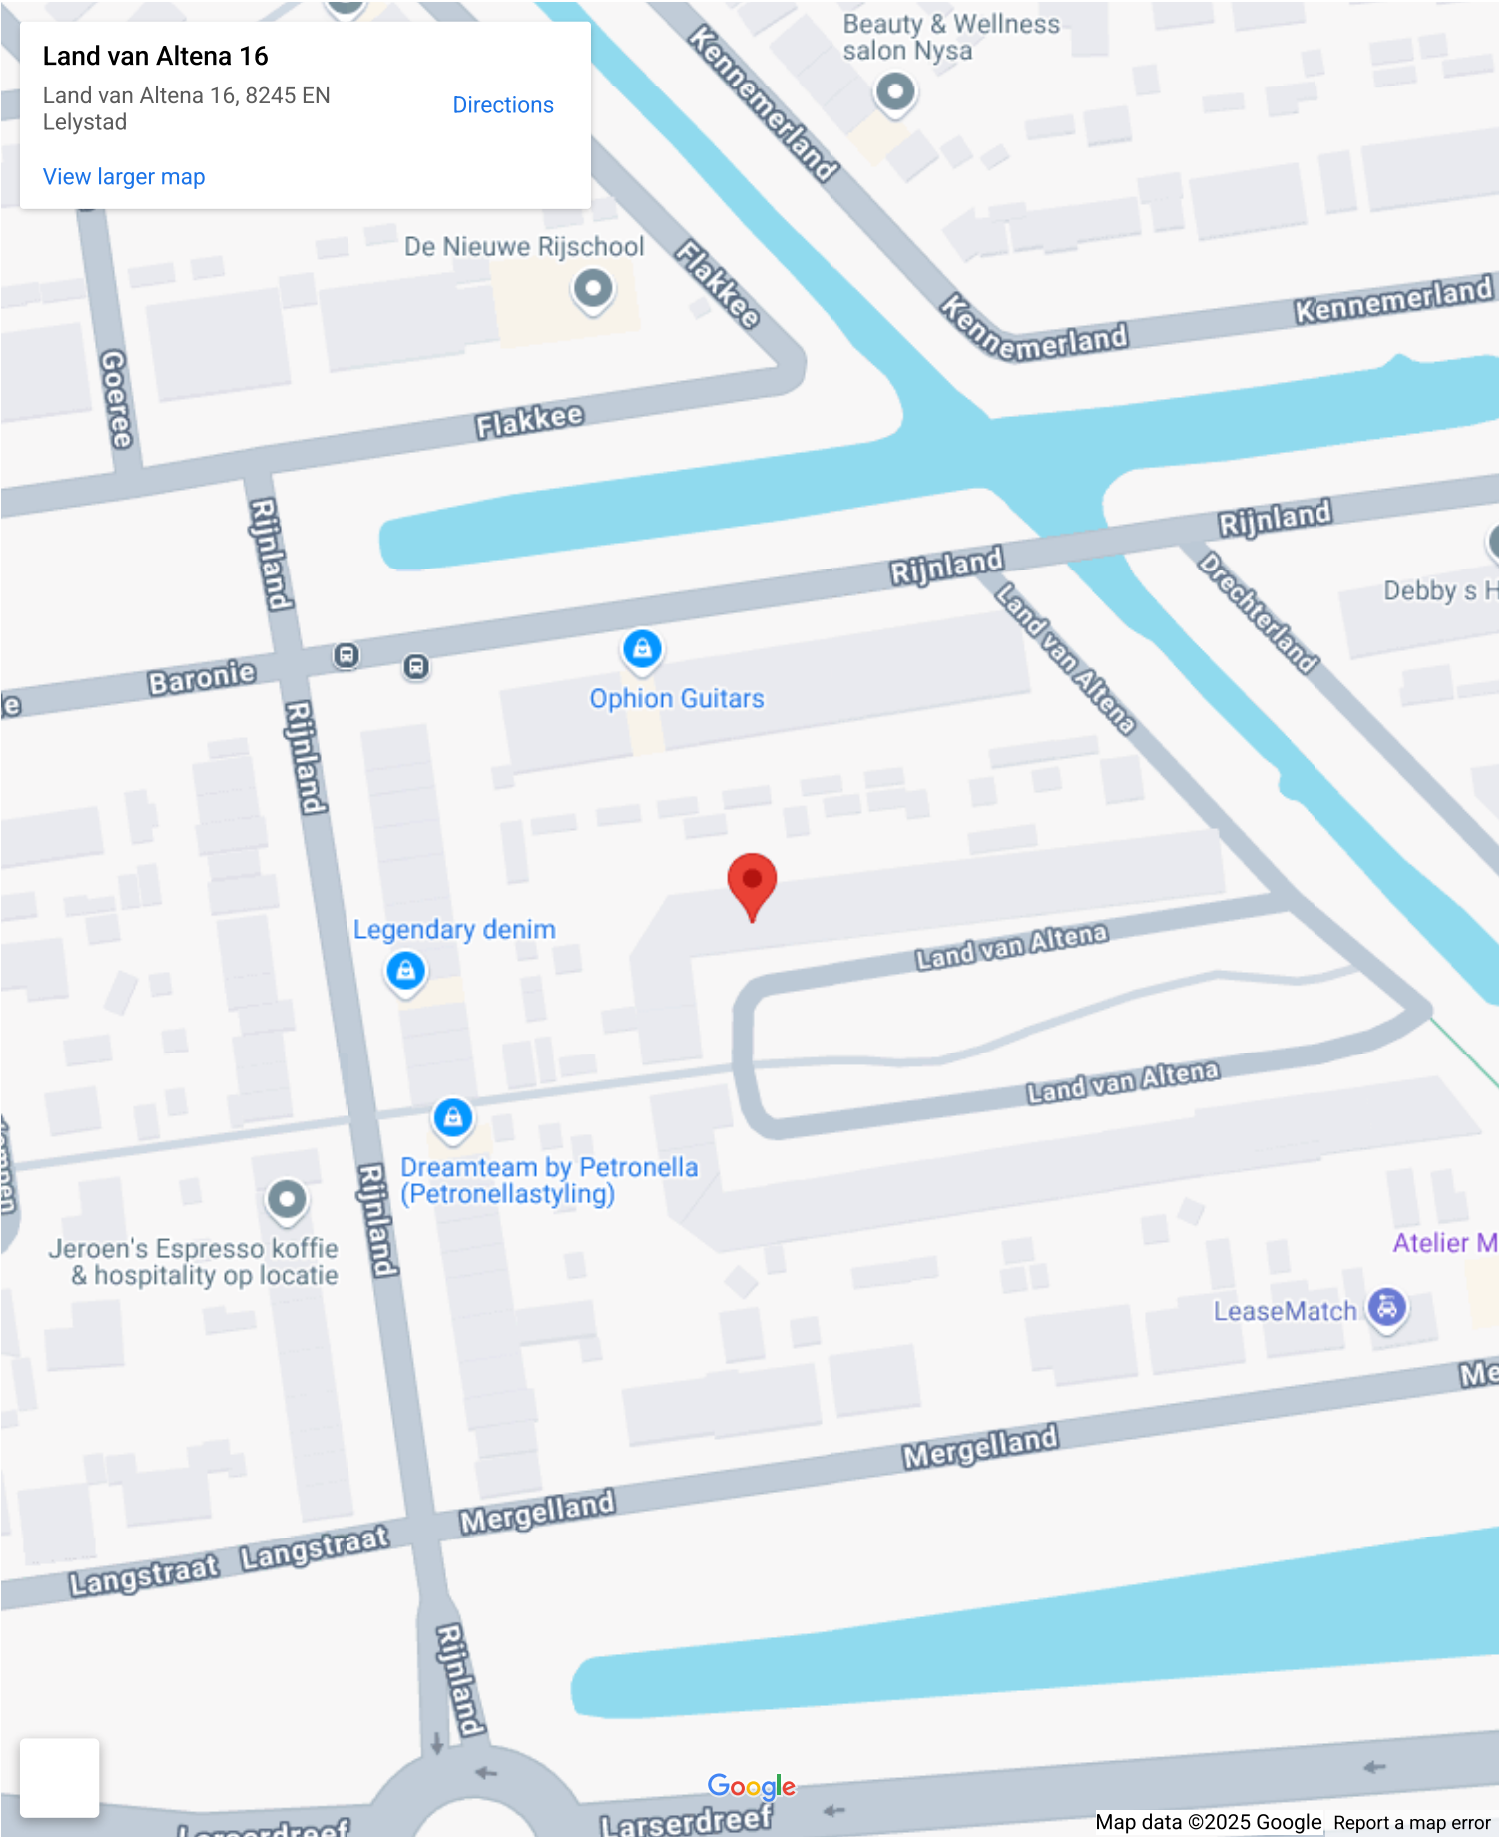 Land van Altena 16
Land van Altena 16, 8245 EN
Lelystad
Directions
View larger map
Beauty & Wellness
salon Nysa
Kennemerland
De Nieuwe Rijschool
Flakkee
Kennemerland
Kennemerland
Goeree
Flakkee
Rijnland
Rijnland
Rijnland
Drechterland
Debby s H
Land van Altena
Baronie
Ophion Guitars
Rijnland
Legendary denim
Land van Altena
Land van Altena
Dreamteam by Petronella
(Petronellastyling)
Rijnland
Jeroen's Espresso koffie
& hospitality op locatie
Atelier M
LeaseMatch
Me
Mergelland
Mergelland
Langstraat
Langstraat
Rijnland
Google
Larserdreef
Larserdreef
Map data ©2025 Google
Report a map error